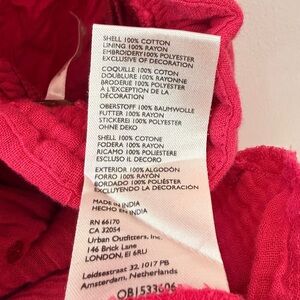 SHELL 100% COTTON
LINING 100% RAYON
EMBROIDERY100% POLYESTER
EXCLUSIVE OF DECORATION
COQUILLE 100% COTON
DOUBLURE 100% RAYONNE
BRODERIE 100% POLYESTER
À L'EXCEPTION DE LA
DÉCORATION
OBERSTOFF 100% BAUMWOLLE
FUTTER 100% RAYON
STICKEREI 100% POLYESTER
OHNE DEKO
SHELL 100% COTONE
FODERA 100% RAYON
RICAMO 100% POLIESTERE
ESCLUSO IL DECORO
EXTERIOR 100% ALGODÓN
FORRO 100% RAYÓN
BORDADO 100% POLIÉSTER
EXCLUYENDO LA DECORACIÓN
MADE IN INDIA
HECHO EN INDIA
RN 66170
CA 32054
Urban Outfitters, Inc.
146 Brick Lane
LONDON, E1 6RU
Leidsestraat 32, 1017 PB
Amsterdam, Netherlands
OB1533606